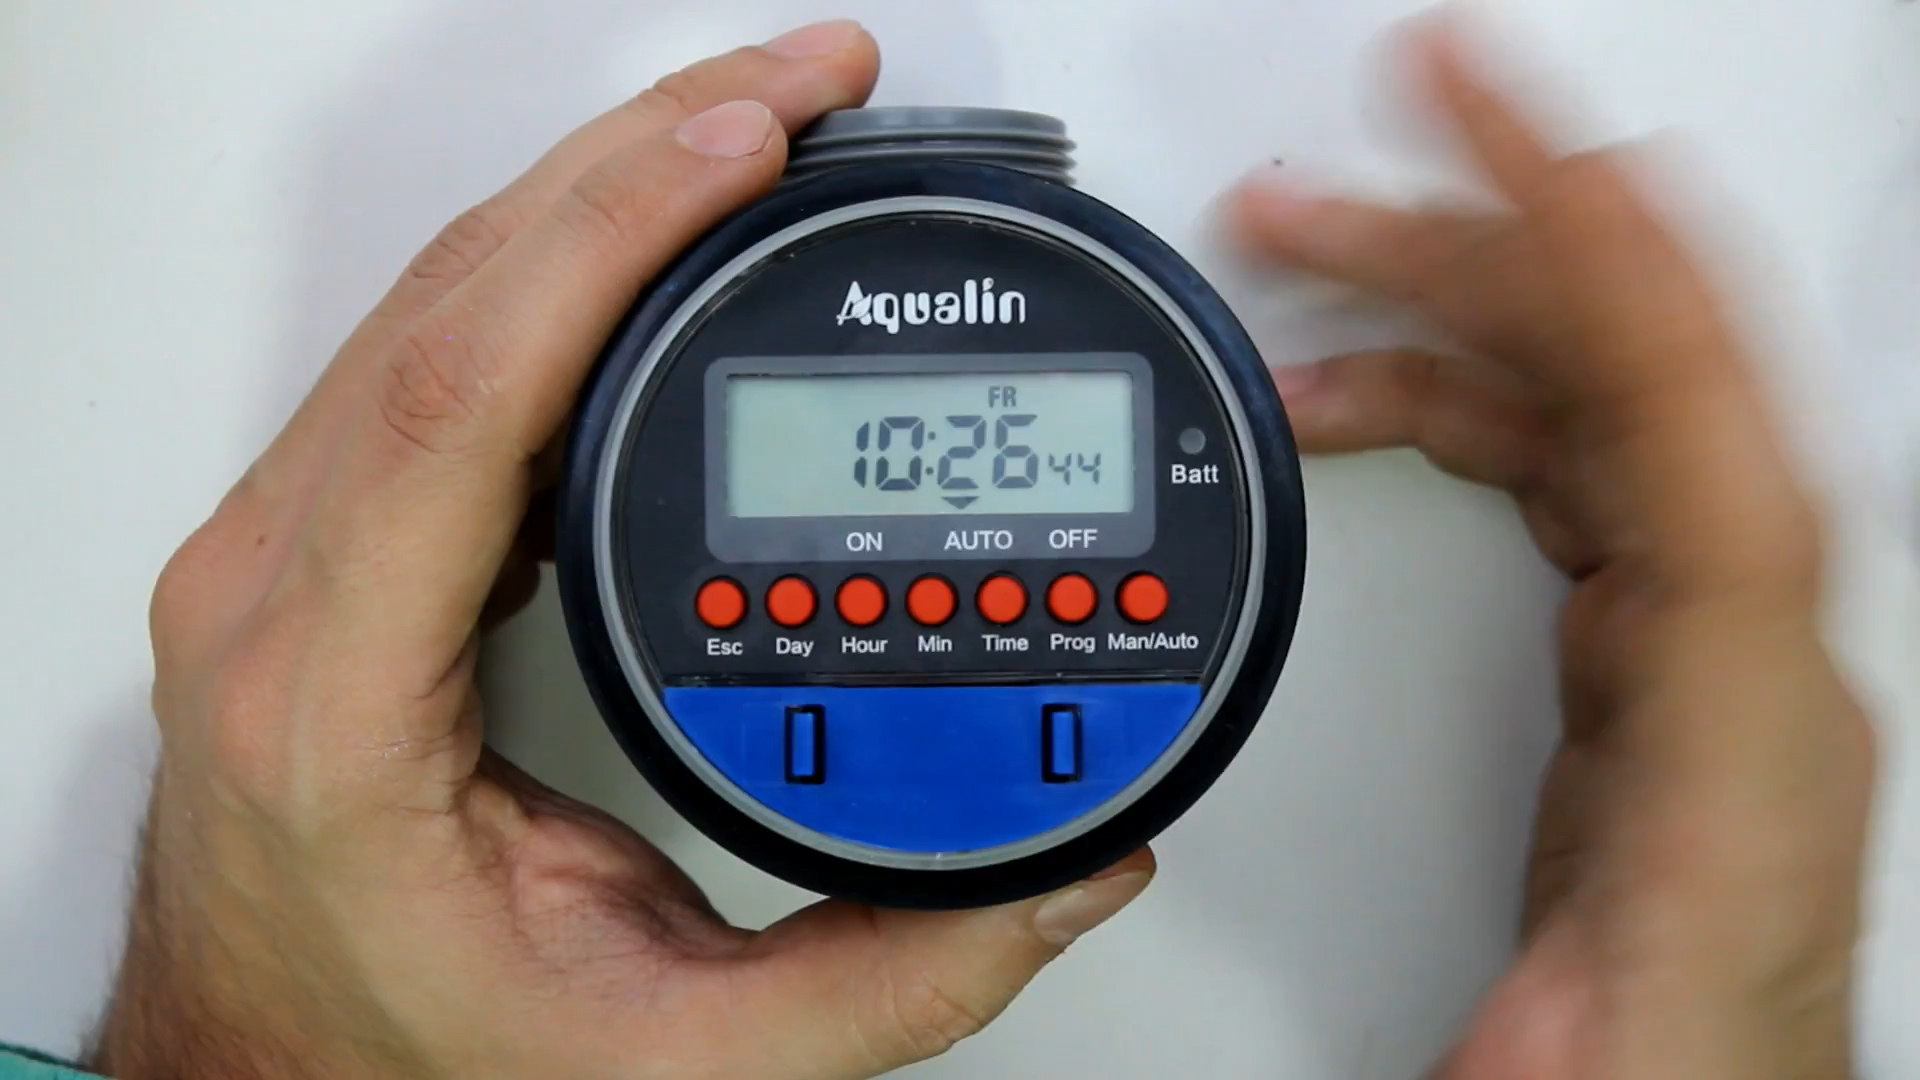 Aqualin
FR
10:26 44
Batt
ON AUTO OFF
Esc Day Hour Min Time Prog Man/Auto